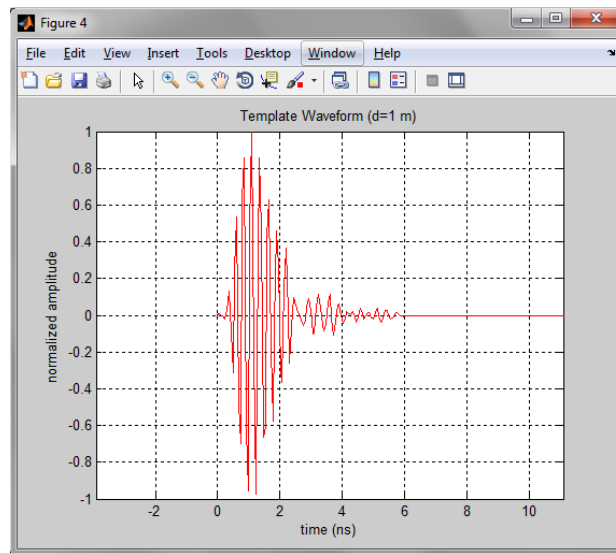 Figure 4
File Edit View Insert Tools Desktop Window Help
Template Waveform (d=1 m)
1
0.8
0.6
0.4
0.2
0
-0.2
-0.4
-0.6
-0.8
-1
normalized amplitude
-2 0 2 4 6 8 10
time (ns)